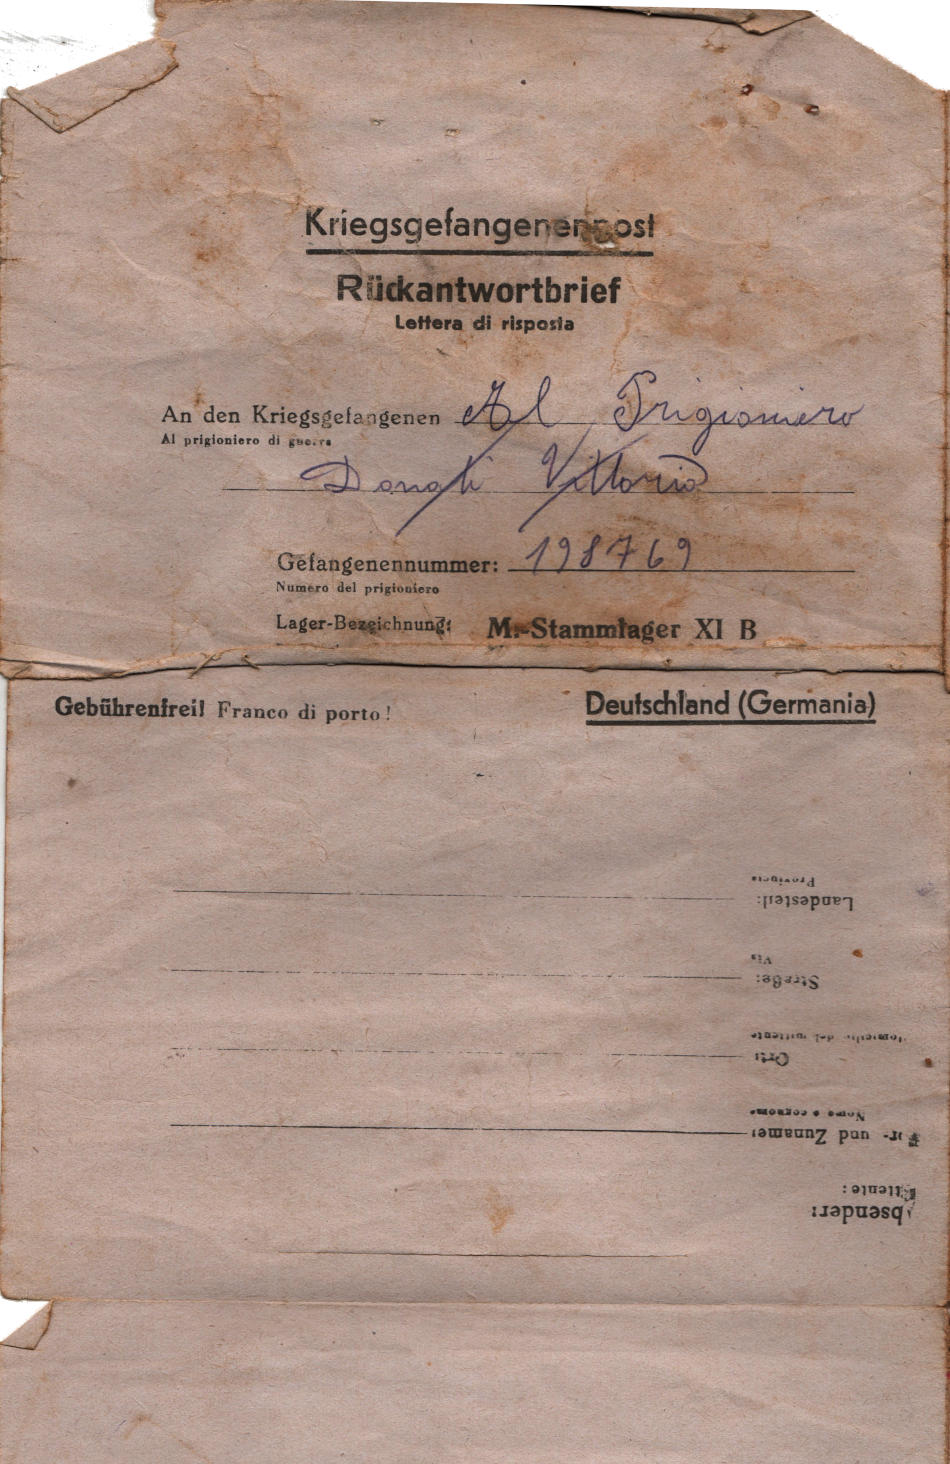 Kriegsgefangenenpost
Rückantwortbrief
Lettera di risposta
An den Kriegsgefangenen Al Prigioniero
Al prigioniero di guerra
Donati Vittorio
Gefangenennummer: 198769
Numero del prigioniero
Lager-Bezeichnung: M.-Stammlager XI B
Gebührenfrei! Franco di porto!
Deutschland (Germania)
Absender:
Mittente:
Vor- und Zuname:
Nome e cognome
Ort:
Domicilio del mittente
Straße:
Via
Landesteil:
Provincia